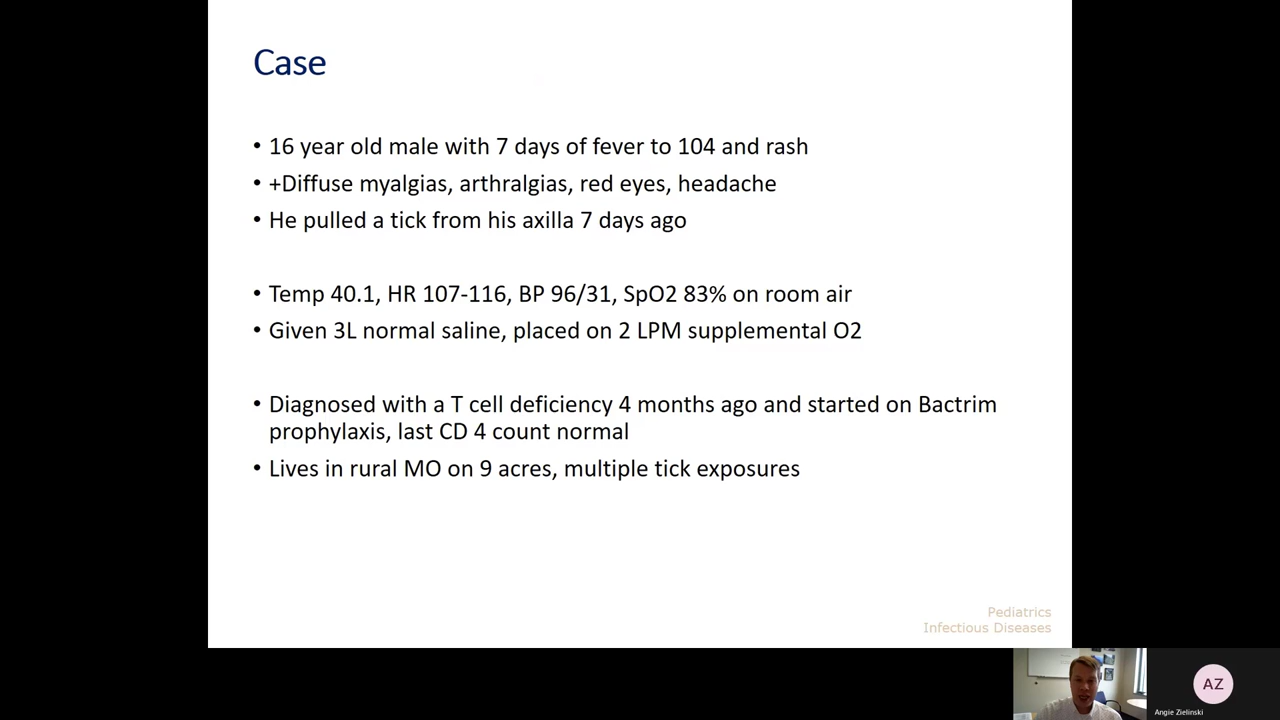 Case
• 16 year old male with 7 days of fever to 104 and rash
• +Diffuse myalgias, arthralgias, red eyes, headache
• He pulled a tick from his axilla 7 days ago
• Temp 40.1, HR 107-116, BP 96/31, SpO2 83% on room air
• Given 3L normal saline, placed on 2 LPM supplemental O2
• Diagnosed with a T cell deficiency 4 months ago and started on Bactrim
prophylaxis, last CD 4 count normal
• Lives in rural MO on 9 acres, multiple tick exposures
Pediatrics
Infectious Diseases
AZ
Angie Zielinski